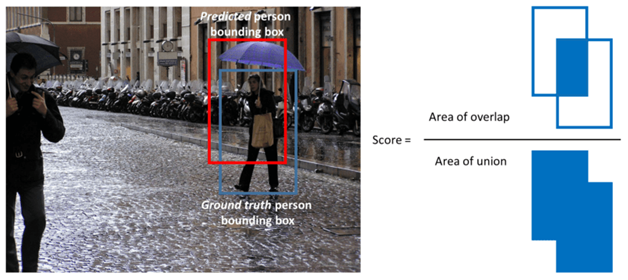 Predicted person
bounding box
Ground truth person
bounding box
Score =
Area of overlap
Area of union